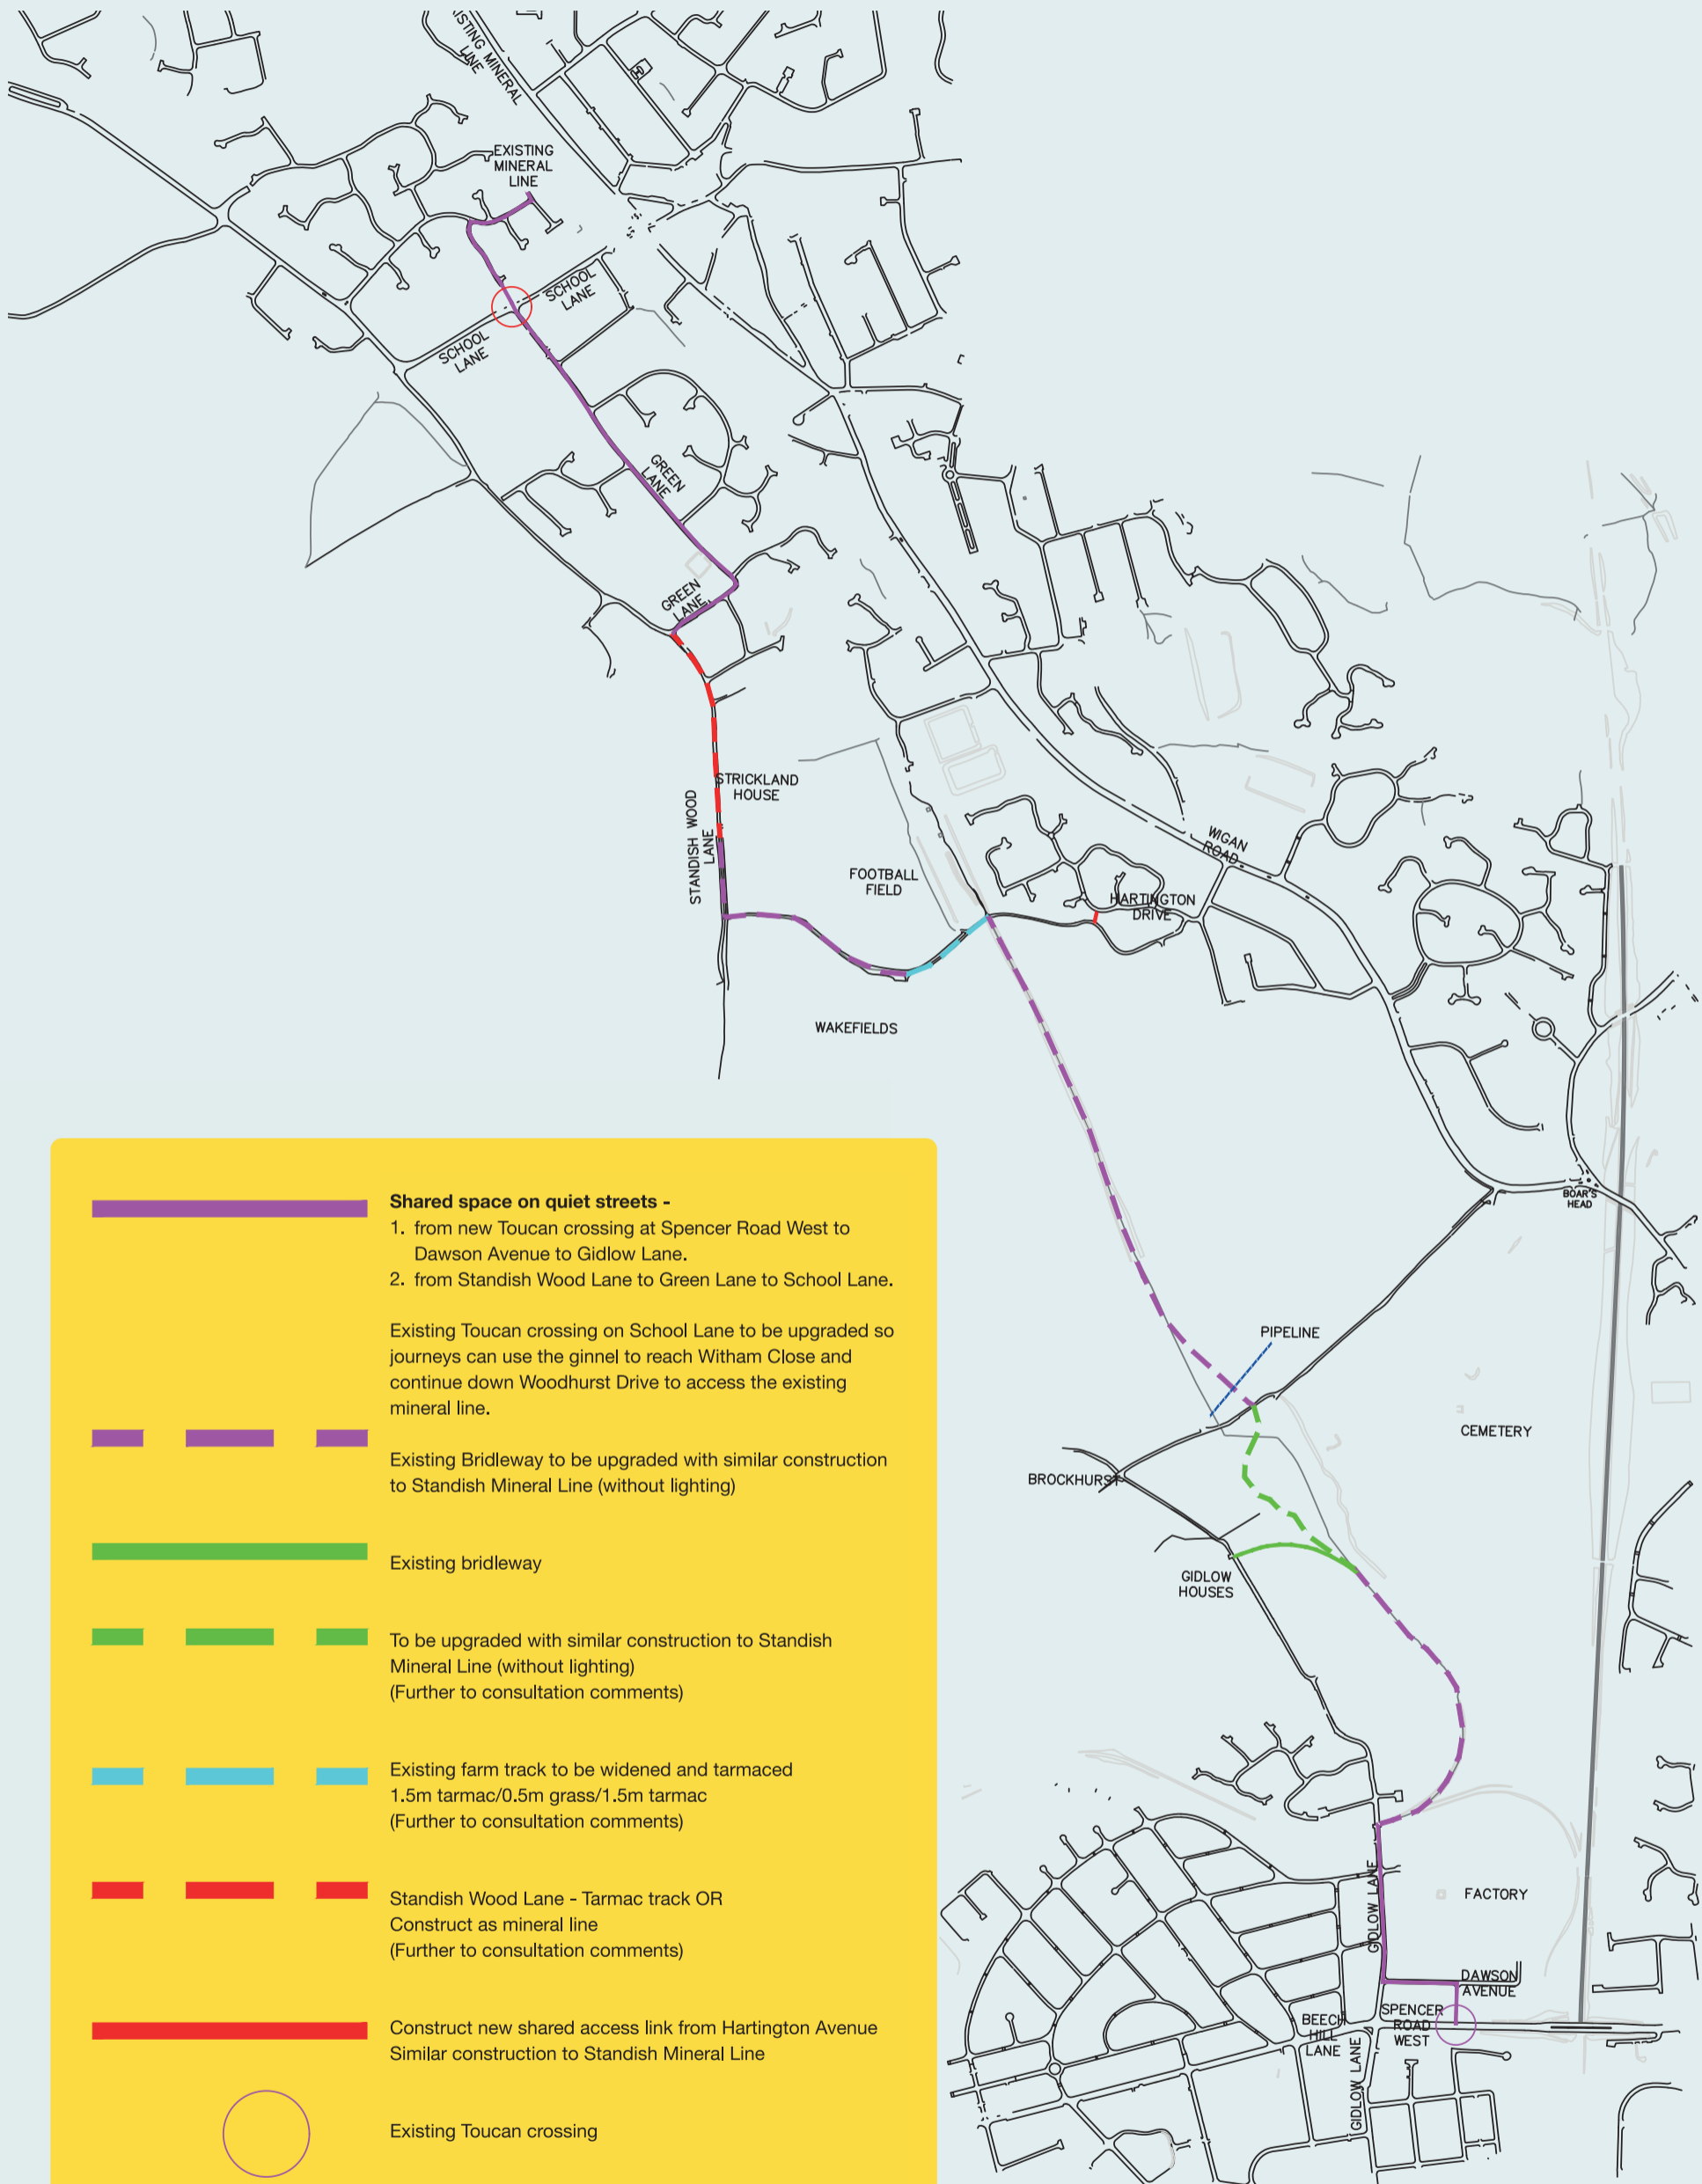 EXISTING MINERAL
LINE
EXISTING
MINERAL
LINE
SCHOOL
LANE
SCHOOL
LANE
GREEN
LANE
GREEN
LANE
STRICKLAND
HOUSE
STANDISH WOOD
LANE
WIGAN
ROAD
FOOTBALL
FIELD
HARTINGTON
DRIVE
WAKEFIELDS
BOAR'S
HEAD
PIPELINE
CEMETERY
BROCKHURST
GIDLOW
HOUSES
GIDLOW LANE
FACTORY
DAWSON
AVENUE
SPENCER
ROAD
WEST
BEECH
HILL
LANE
GIDLOW LANE
Shared space on quiet streets -
1. from new Toucan crossing at Spencer Road West to
Dawson Avenue to Gidlow Lane.
2. from Standish Wood Lane to Green Lane to School Lane.
Existing Toucan crossing on School Lane to be upgraded so
journeys can use the ginnel to reach Witham Close and
continue down Woodhurst Drive to access the existing
mineral line.
Existing Bridleway to be upgraded with similar construction
to Standish Mineral Line (without lighting)
Existing bridleway
To be upgraded with similar construction to Standish
Mineral Line (without lighting)
(Further to consultation comments)
Existing farm track to be widened and tarmaced
1.5m tarmac/0.5m grass/1.5m tarmac
(Further to consultation comments)
Standish Wood Lane - Tarmac track OR
Construct as mineral line
(Further to consultation comments)
Construct new shared access link from Hartington Avenue
Similar construction to Standish Mineral Line
Existing Toucan crossing